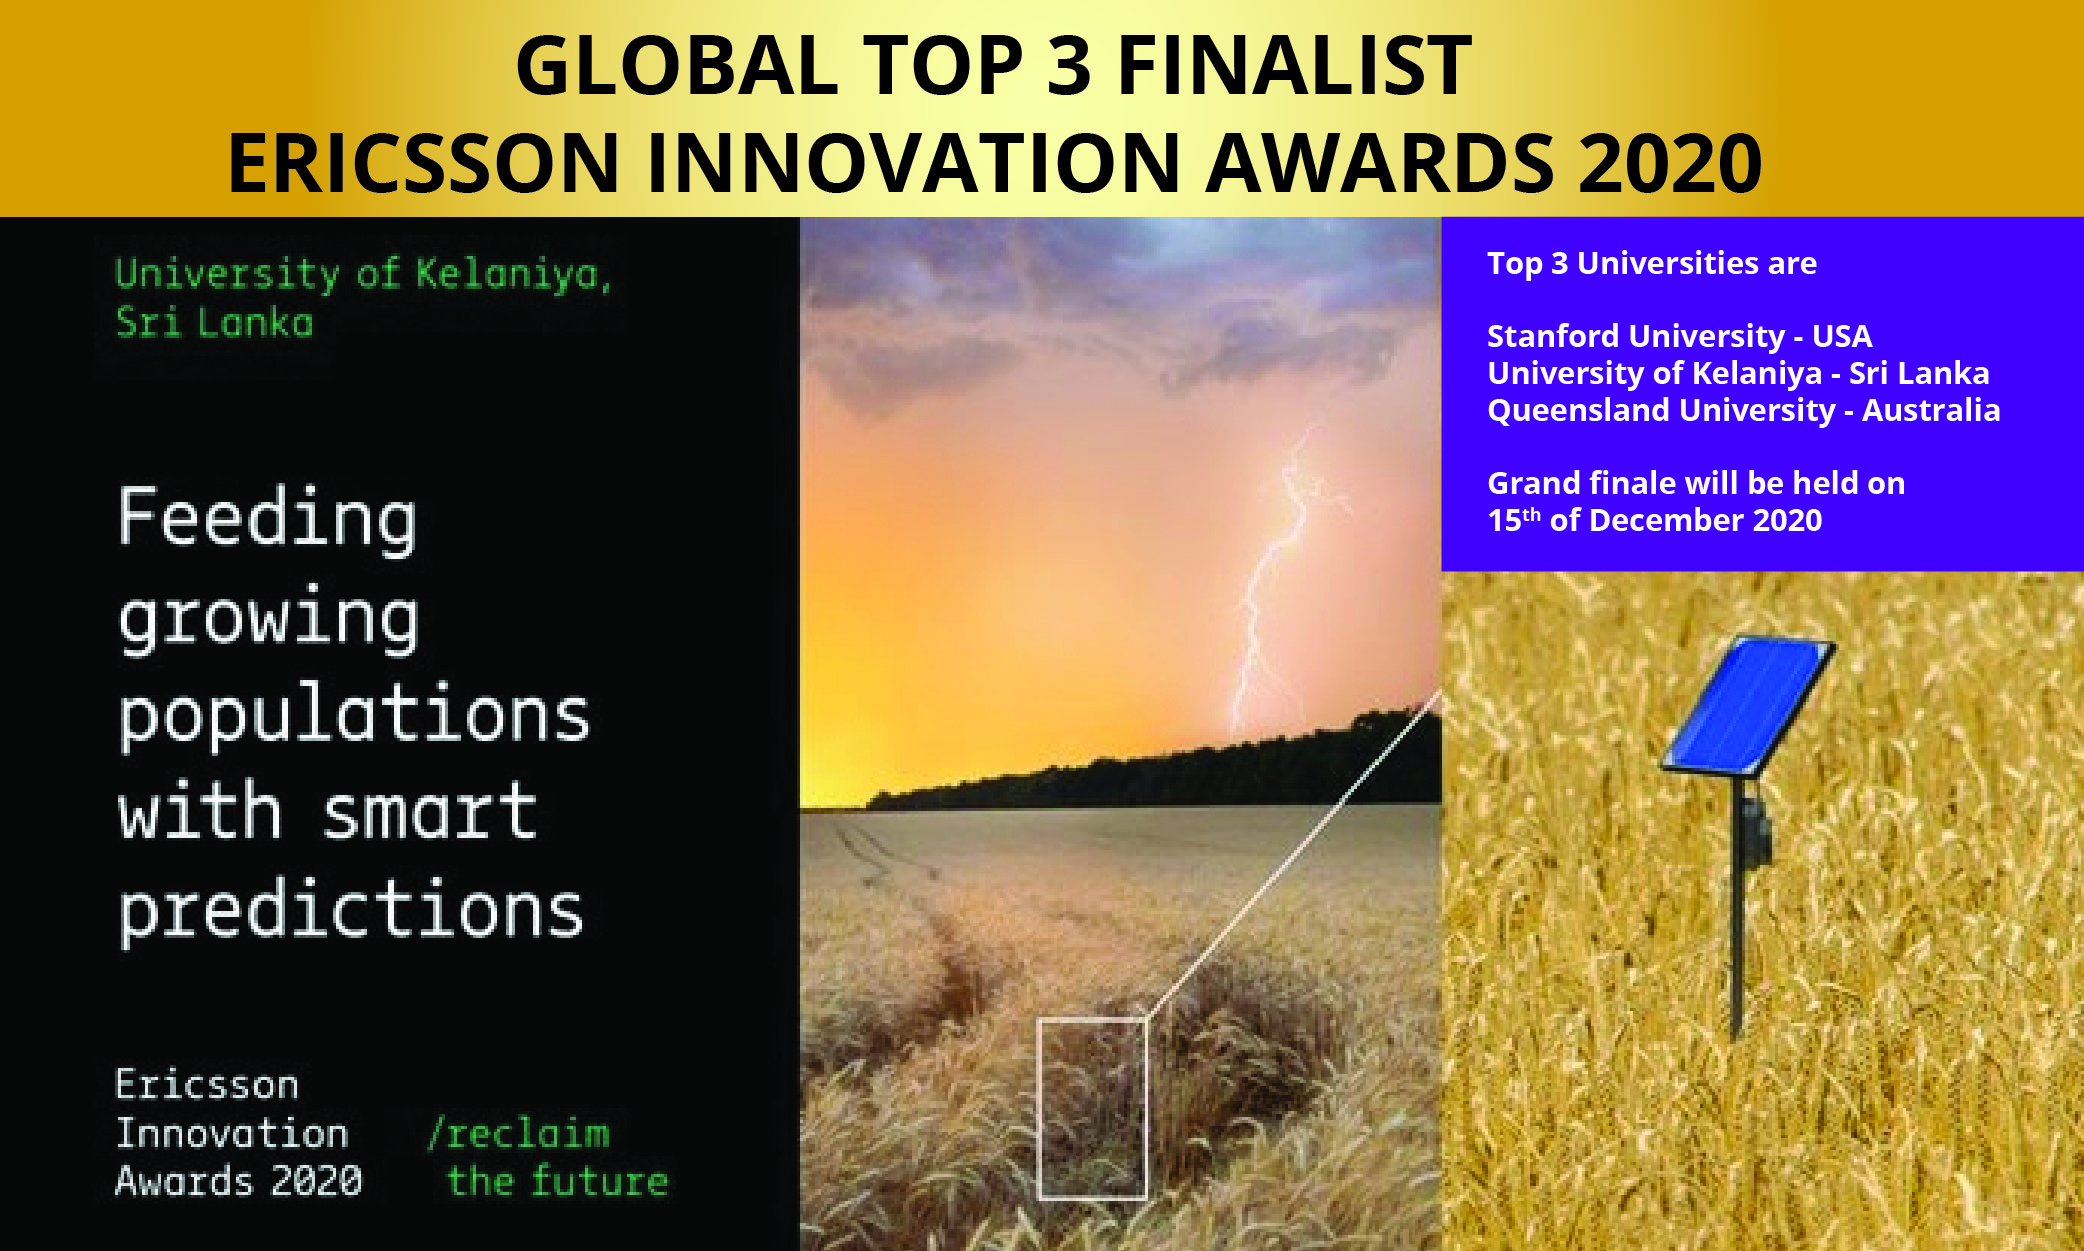 GLOBAL TOP 3 FINALIST
ERICSSON INNOVATION AWARDS 2020
University of Kelaniya,
Sri Lanka
Feeding
growing
populations
with smart
predictions
Ericsson
Innovation
Awards 2020
/reclaim
the future
Top 3 Universities are
Stanford University - USA
University of Kelaniya - Sri Lanka
Queensland University - Australia
Grand finale will be held on
15th of December 2020